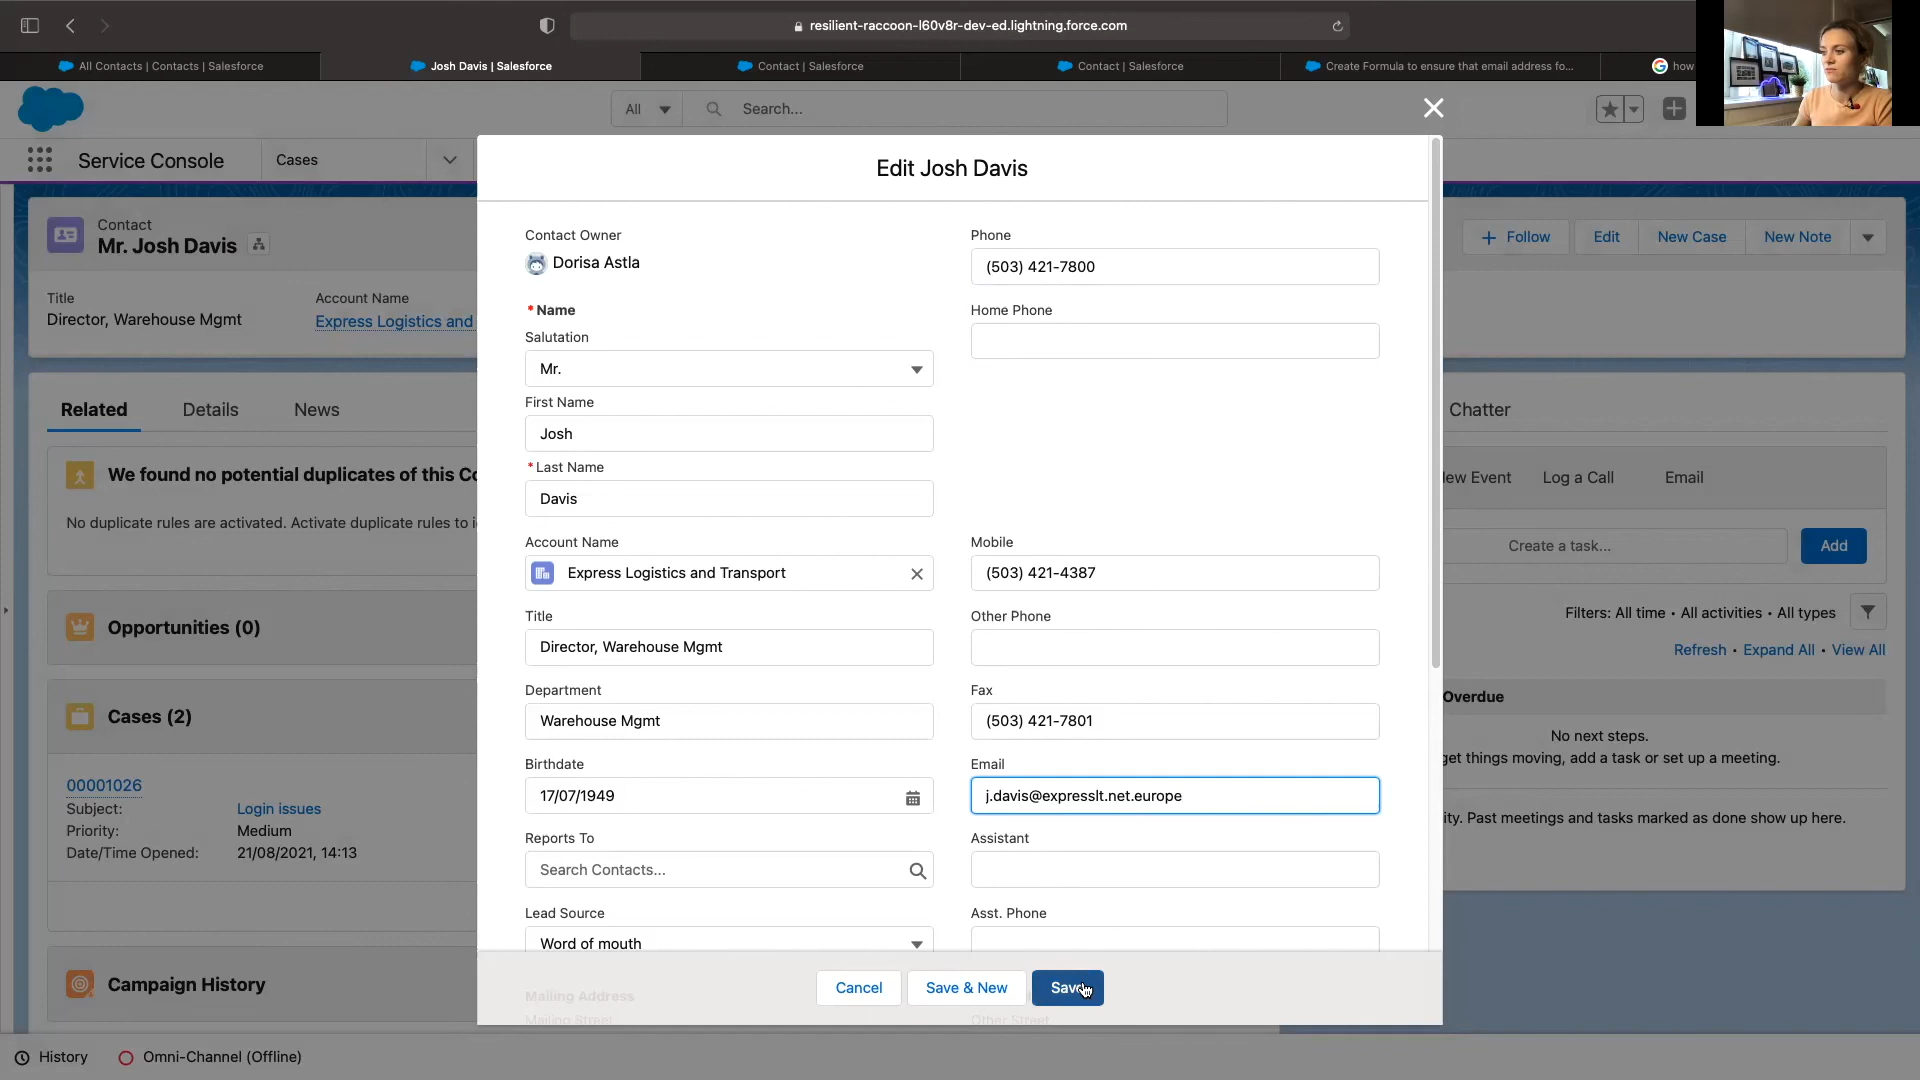 resilient-raccoon-l60v8r-dev-ed.lightning.force.com
All Contacts | Contacts | Salesforce
Josh Davis | Salesforce
Contact | Salesforce
Contact | Salesforce
Create Formula to ensure that email address fo...
how
All
Search...
Service Console
Cases
Edit Josh Davis
Contact
Mr. Josh Davis
Follow
Edit
New Case
New Note
Title
Director, Warehouse Mgmt
Account Name
Express Logistics and
Related
Details
News
We found no potential duplicates of this Co
No duplicate rules are activated. Activate duplicate rules to i
Opportunities (0)
Cases (2)
00001026
Subject:
Login issues
Priority:
Medium
Date/Time Opened:
21/08/2021, 14:13
Campaign History
Contact Owner
Dorisa Astla
*Name
Salutation
Mr.
First Name
Josh
*Last Name
Davis
Account Name
Express Logistics and Transport
Title
Director, Warehouse Mgmt
Department
Warehouse Mgmt
Birthdate
17/07/1949
Reports To
Search Contacts...
Lead Source
Word of mouth
Mailing Address
Mailing Street
Phone
(503) 421-7800
Home Phone
Mobile
(503) 421-4387
Other Phone
Fax
(503) 421-7801
Email
j.davis@expresslt.net.europe
Assistant
Asst. Phone
Other Street
Cancel
Save & New
Save
Chatter
ew Event
Log a Call
Email
Create a task...
Add
Filters: All time • All activities • All types
Refresh • Expand All • View All
Overdue
No next steps.
get things moving, add a task or set up a meeting.
ity. Past meetings and tasks marked as done show up here.
History
Omni-Channel (Offline)